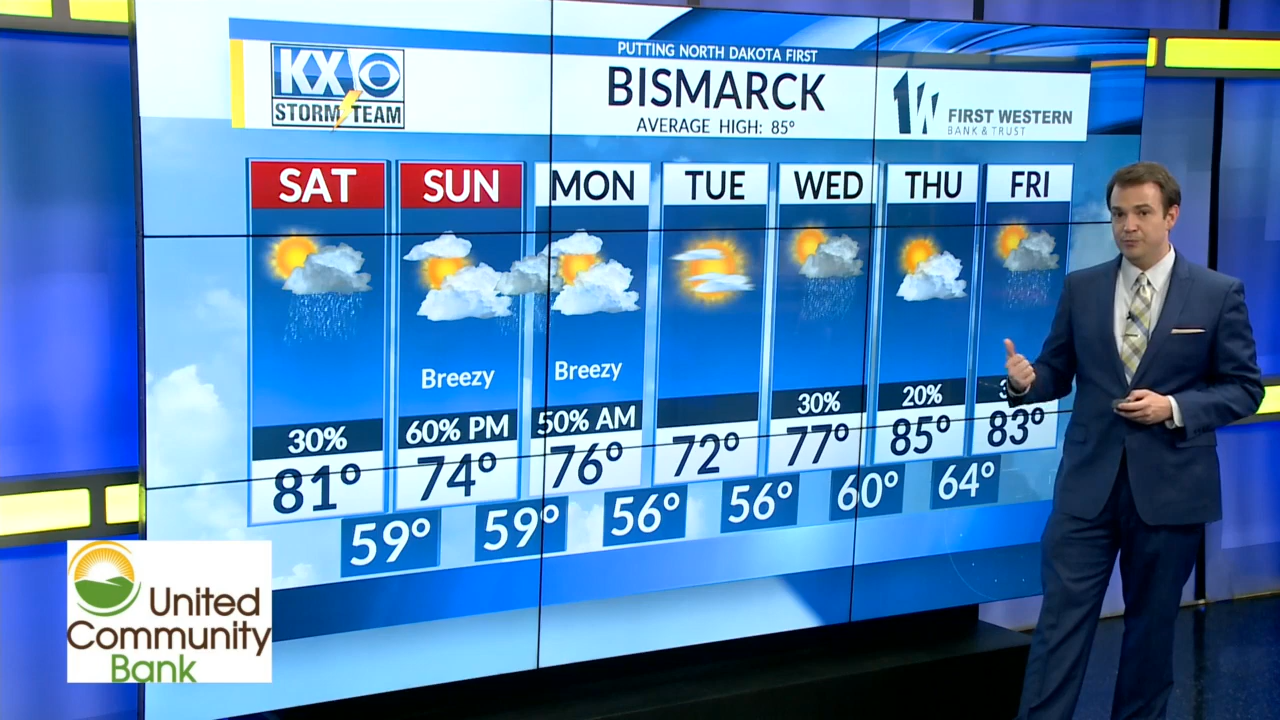 PUTTING NORTH DAKOTA FIRST
KX
STORM TEAM
BISMARCK
AVERAGE HIGH: 85°
1W
FIRST WESTERN
BANK & TRUST
SAT SUN MON TUE WED THU FRI
Breezy Breezy
30% 60% PM 50% AM 30% 20%
81° 74° 76° 72° 77° 85° 83°
59° 59° 56° 56° 60° 64°
United
Community
Bank